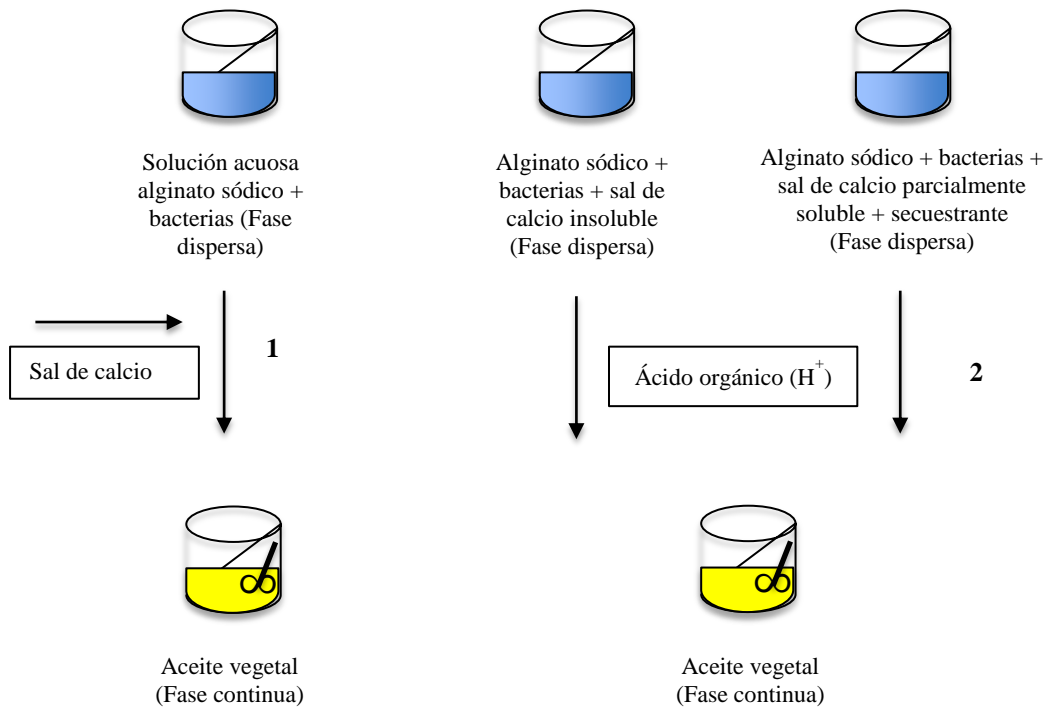 Solución acuosa
alginato sódico +
bacterias (Fase
dispersa)
Alginato sódico +
bacterias + sal de
calcio insoluble
(Fase dispersa)
Alginato sódico + bacterias +
sal de calcio parcialmente
soluble + secuestrante
(Fase dispersa)
Sal de calcio
1
Ácido orgánico (H⁺)
2
Aceite vegetal
(Fase continua)
Aceite vegetal
(Fase continua)